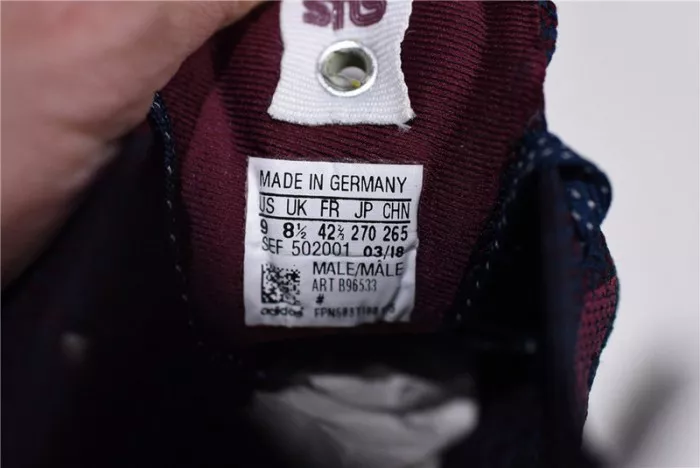 MADE IN GERMANY
US UK FR JP CHN
9 8½ 42⅔ 270 265
SEF 502001 03/18
MALE/MÂLE
ART B96533
#
adidas